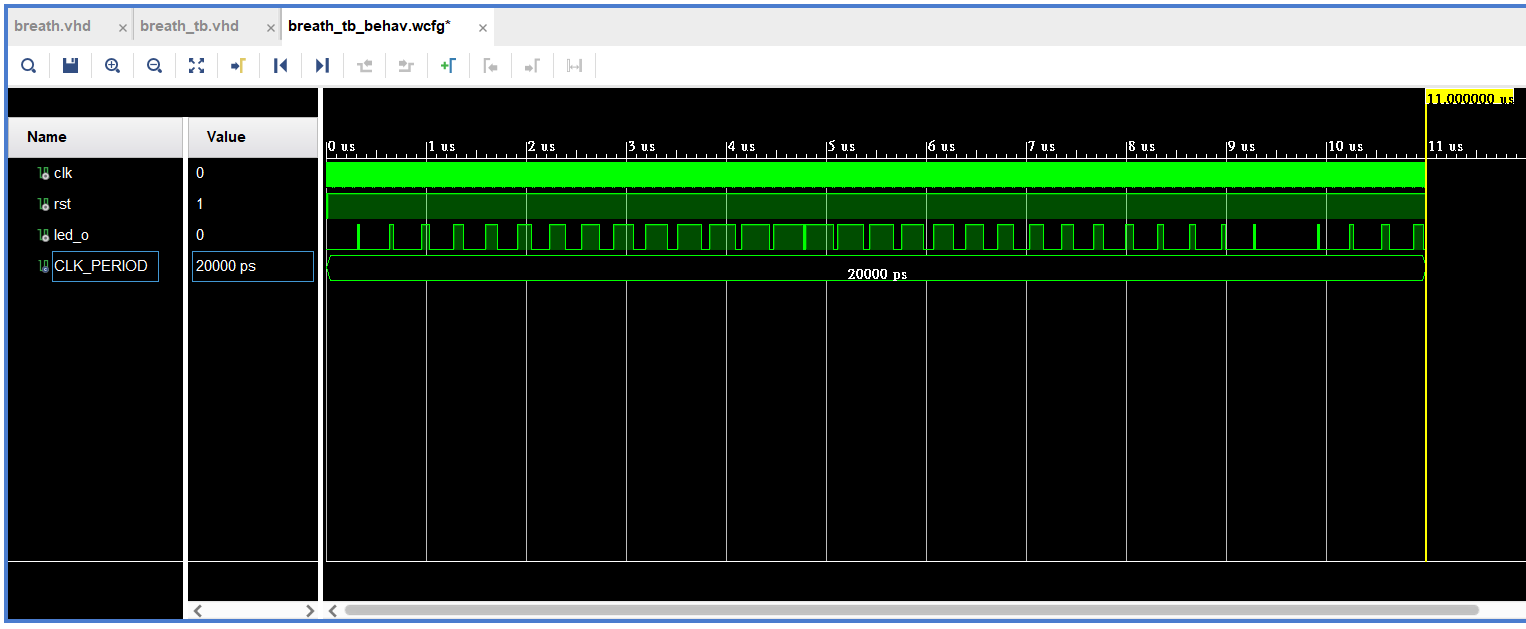 breath.vhd × breath_tb.vhd × breath_tb_behav.wcfg* ×
11.000000 us
Name Value
0 us 1 us 2 us 3 us 4 us 5 us 6 us 7 us 8 us 9 us 10 us 11 us
clk 0
rst 1
led_o 0
CLK_PERIOD 20000 ps 20000 ps